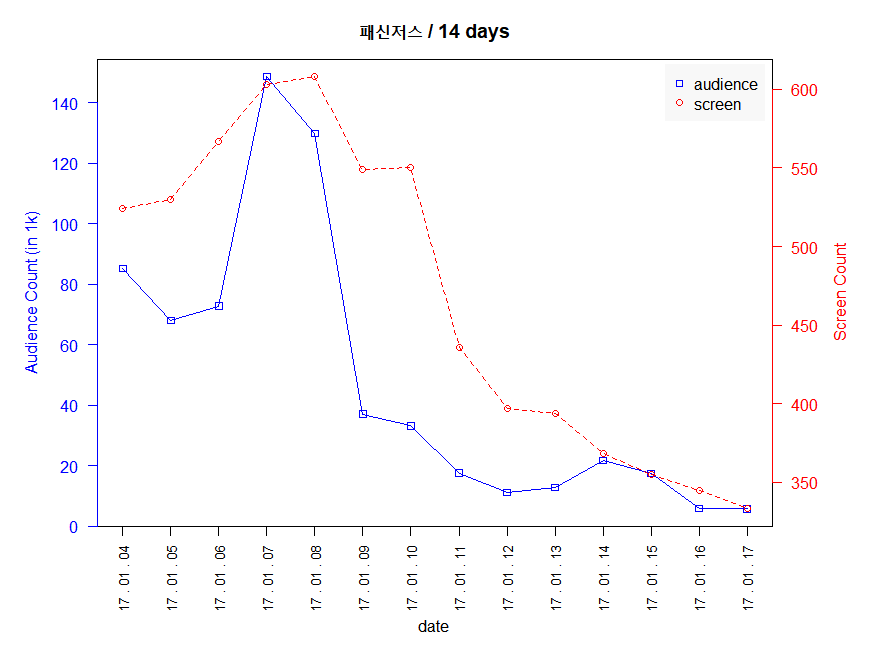 패신저스 / 14 days
audience
screen
Audience Count (in 1k)
140
120
100
80
60
40
20
0
600
550
500
450
400
350
Screen Count
17 . 01 . 04
17 . 01 . 05
17 . 01 . 06
17 . 01 . 07
17 . 01 . 08
17 . 01 . 09
17 . 01 . 10
17 . 01 . 11
17 . 01 . 12
17 . 01 . 13
17 . 01 . 14
17 . 01 . 15
17 . 01 . 16
17 . 01 . 17
date